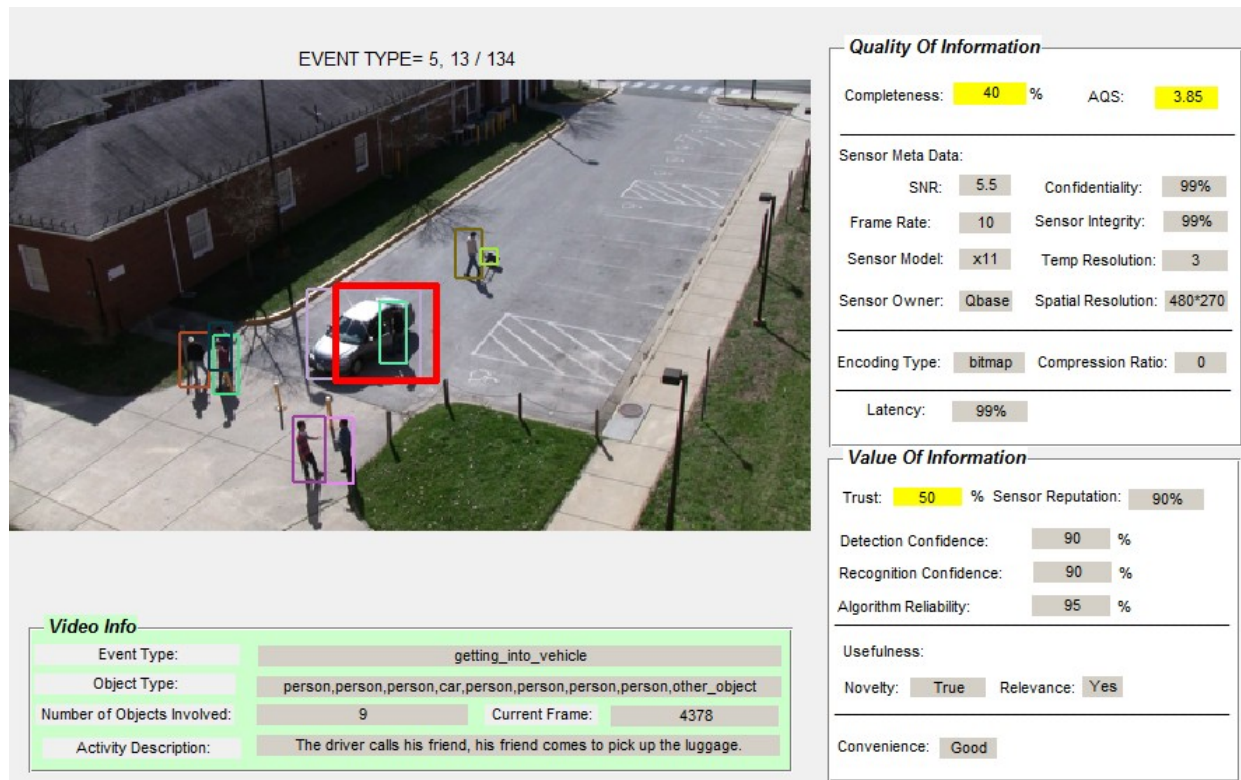 EVENT TYPE= 5, 13 / 134
Quality Of Information
Completeness: 40 % AQS: 3.85
Sensor Meta Data:
SNR: 5.5 Confidentiality: 99%
Frame Rate: 10 Sensor Integrity: 99%
Sensor Model: x11 Temp Resolution: 3
Sensor Owner: Qbase Spatial Resolution: 480*270
Encoding Type: bitmap Compression Ratio: 0
Latency: 99%
Value Of Information
Trust: 50 % Sensor Reputation: 90%
Detection Confidence: 90 %
Recognition Confidence: 90 %
Algorithm Reliability: 95 %
Usefulness:
Novelty: True Relevance: Yes
Convenience: Good
Video Info
Event Type: getting_into_vehicle
Object Type: person,person,person,car,person,person,person,person,other_object
Number of Objects Involved: 9 Current Frame: 4378
Activity Description: The driver calls his friend, his friend comes to pick up the luggage.